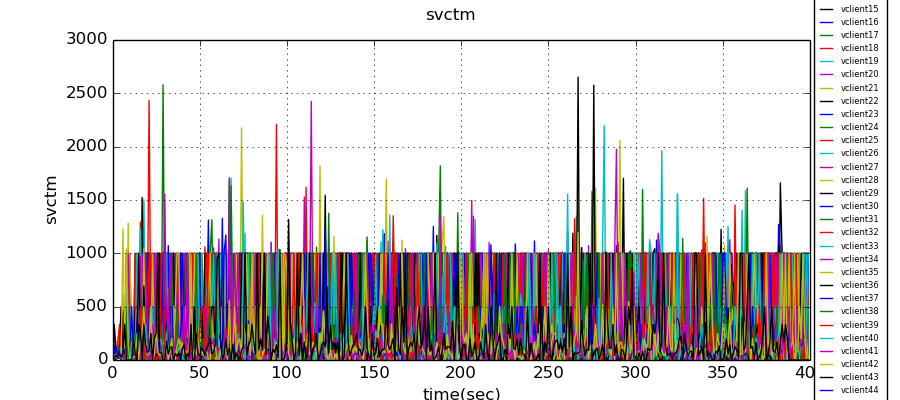 svctm
3000
2500
2000
1500
1000
500
0
svctm
0 50 100 150 200 250 300 350 40
time(sec)
vclient15
vclient16
vclient17
vclient18
vclient19
vclient20
vclient21
vclient22
vclient23
vclient24
vclient25
vclient26
vclient27
vclient28
vclient29
vclient30
vclient31
vclient32
vclient33
vclient34
vclient35
vclient36
vclient37
vclient38
vclient39
vclient40
vclient41
vclient42
vclient43
vclient44